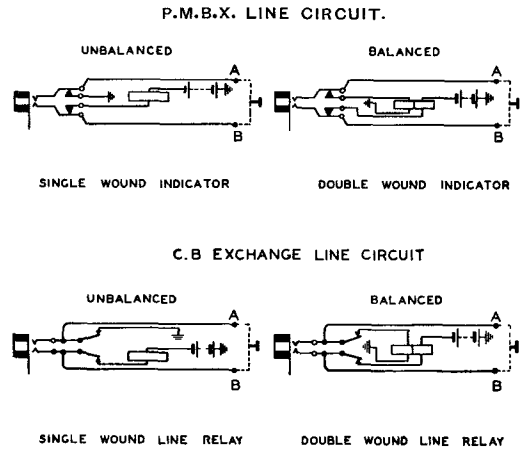 P.M.B.X. LINE CIRCUIT.
UNBALANCED
BALANCED
A
A
B
B
SINGLE WOUND INDICATOR
DOUBLE WOUND INDICATOR
C.B EXCHANGE LINE CIRCUIT
UNBALANCED
BALANCED
A
A
B
B
SINGLE WOUND LINE RELAY
DOUBLE WOUND LINE RELAY